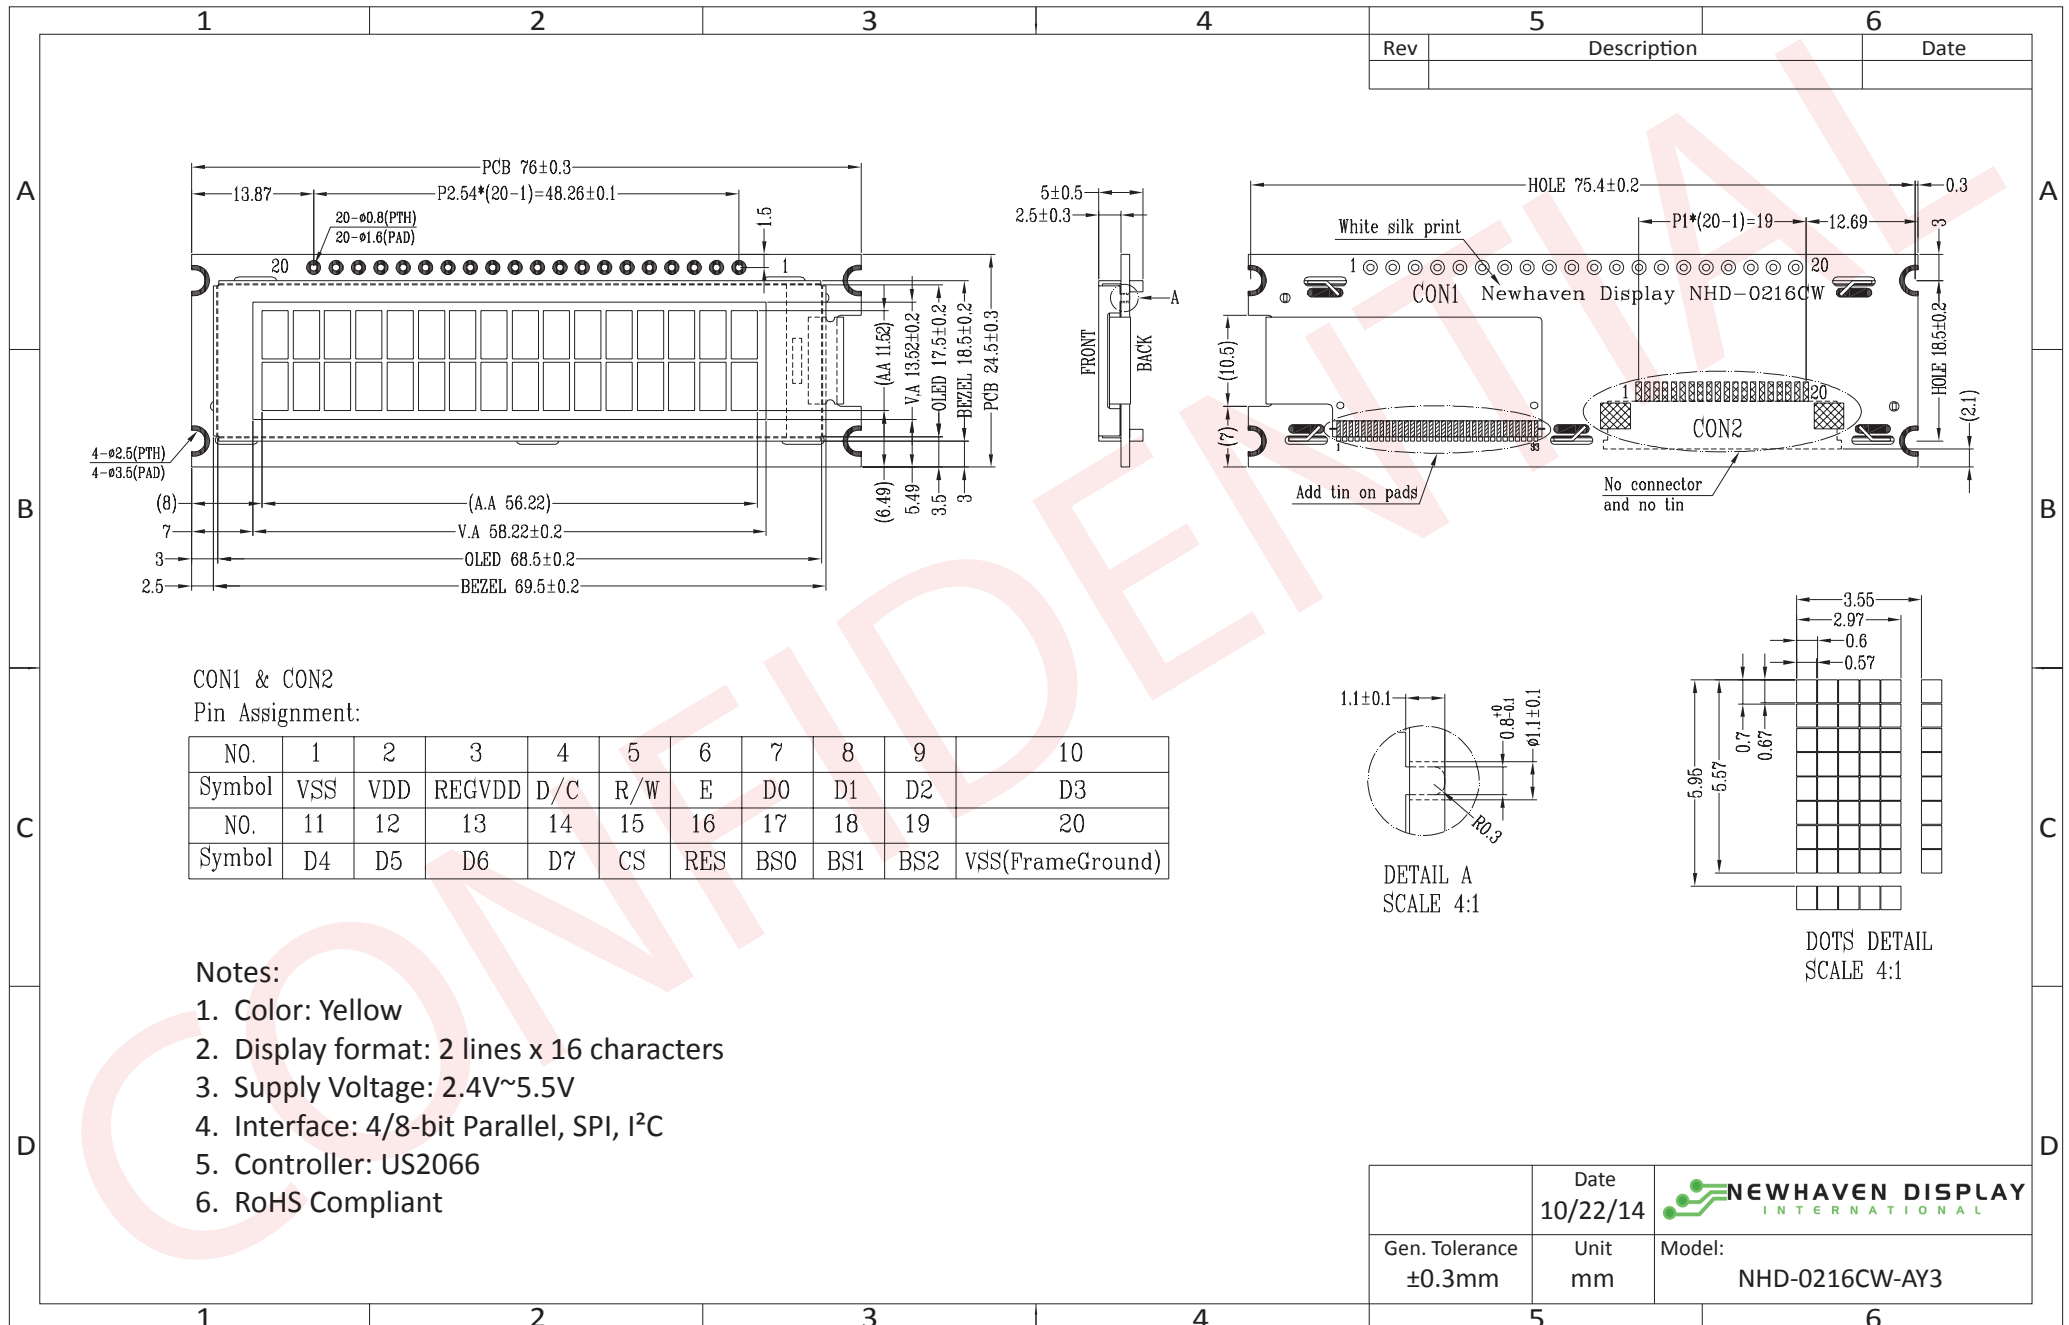 1 2 3 4 5 6
Rev Description Date
A A
B B
C C
D D
PCB 76±0.3
13.87
P2.54*(20-1)=48.26±0.1
20-ø0.8(PTH)
20-ø1.6(PAD)
1.5
20 1
4-ø2.5(PTH)
4-ø3.5(PAD)
(AA 11.52)
V.A 13.52±0.2
OLED 17.5±0.2
BEZEL 18.5±0.2
PCB 24.5±0.3
(6.49)
5.49
3.5
3
(8)
(A.A 56.22)
7
V.A 58.22±0.2
3
OLED 68.5±0.2
2.5
BEZEL 69.5±0.2
5±0.5
2.5±0.3
A
FRONT
BACK
HOLE 75.4±0.2
0.3
White silk print
P1*(20-1)=19
12.69
3
1 20
CON1 Newhaven Display NHD-0216CW
(10.5)
(7)
HOLE 18.5±0.2
(2.1)
1 20
CON2
1
Add tin on pads
No connector
and no tin
CON1 & CON2
Pin Assignment:
NO. 1 2 3 4 5 6 7 8 9 10
Symbol VSS VDD REGVDD D/C R/W E D0 D1 D2 D3
NO. 11 12 13 14 15 16 17 18 19 20
Symbol D4 D5 D6 D7 CS RES BS0 BS1 BS2 VSS(FrameGround)
1.1±0.1
0.8+0-0.1
ø1.1±0.1
R0.3
DETAIL A
SCALE 4:1
3.55
2.97
0.6
0.57
0.7
0.67
5.95
5.57
DOTS DETAIL
SCALE 4:1
Notes:
1. Color: Yellow
2. Display format: 2 lines x 16 characters
3. Supply Voltage: 2.4V~5.5V
4. Interface: 4/8-bit Parallel, SPI, I²C
5. Controller: US2066
6. RoHS Compliant
CONFIDENTIAL
Date
10/22/14
NEWHAVEN DISPLAY
INTERNATIONAL
Gen. Tolerance
±0.3mm
Unit
mm
Model:
NHD-0216CW-AY3
1 2 3 4 5 6